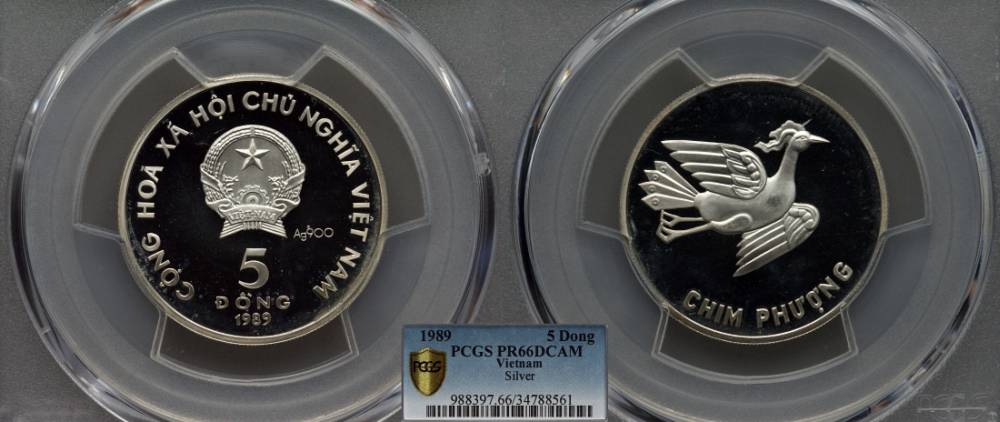 CỘNG HOÀ XÃ HỘI CHỦ NGHĨA VIỆT NAM
VIỆT NAM
Ag900
5
ĐỒNG
1989
CHIM PHƯỢNG
1989 5 Dong
PCGS PR66DCAM
Vietnam
Silver
PCGS
988397.66/34788561